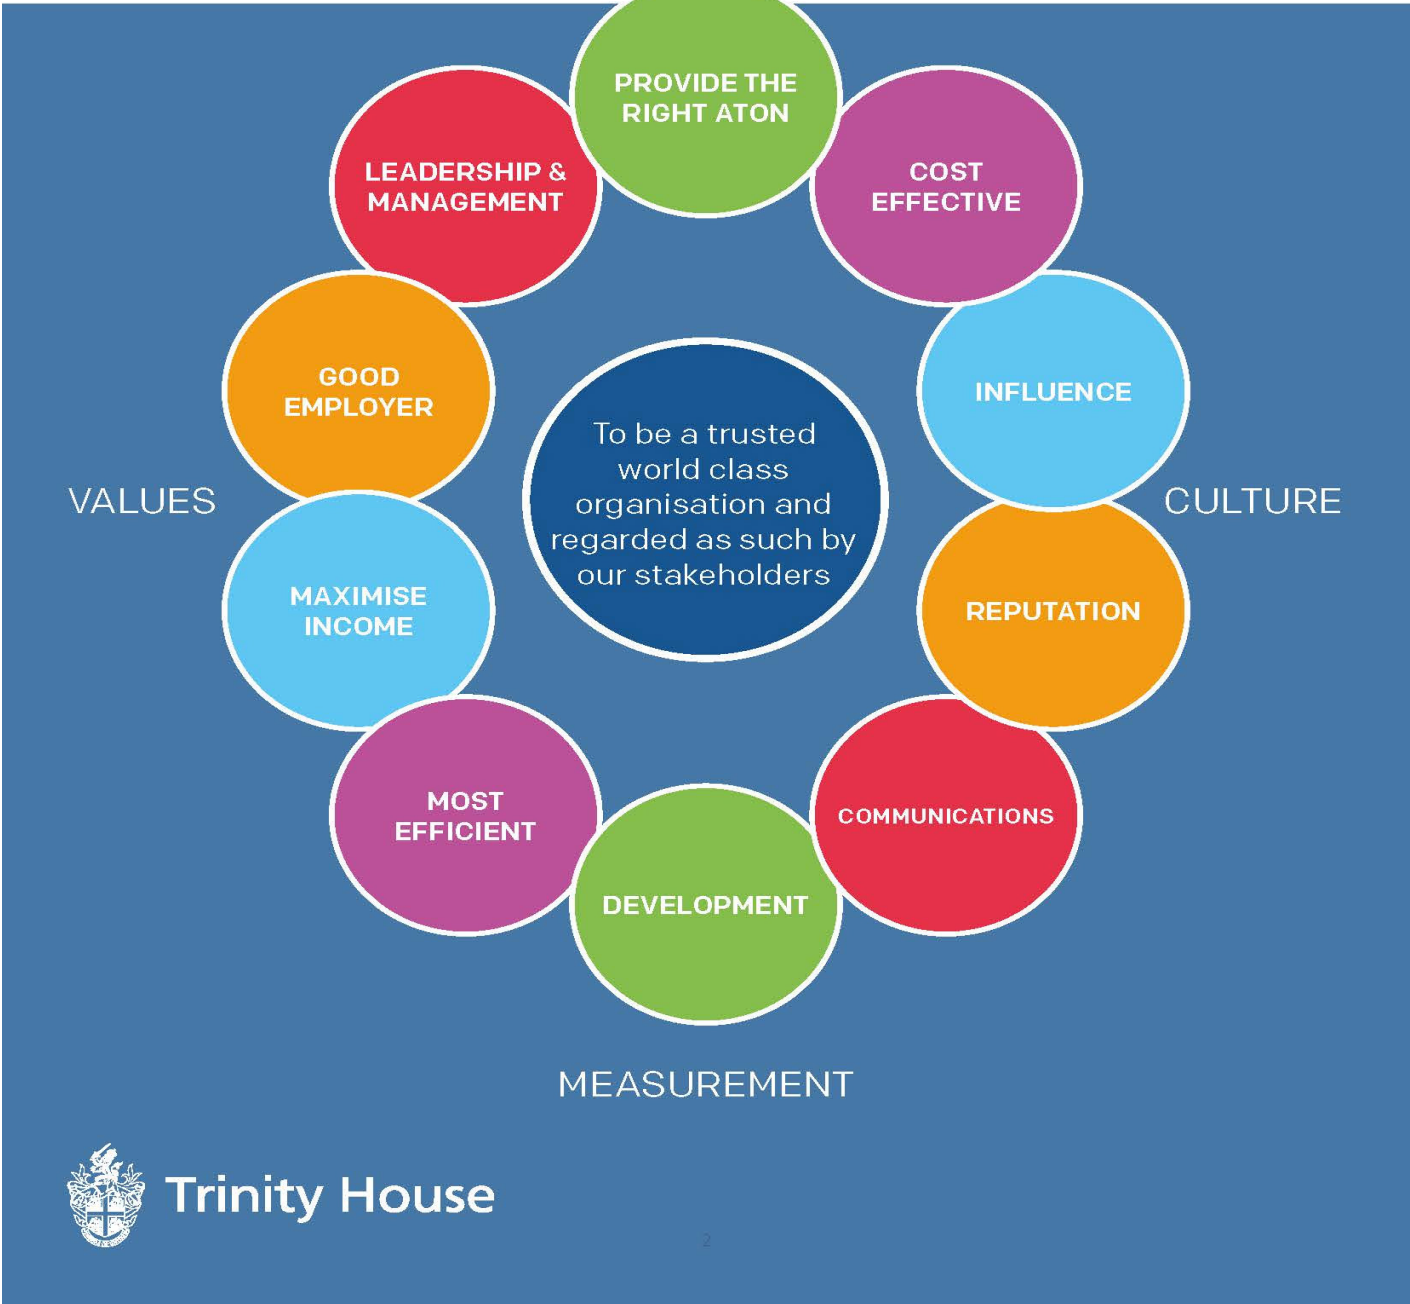 PROVIDE THE
RIGHT ATON
LEADERSHIP &
MANAGEMENT
COST
EFFECTIVE
GOOD
EMPLOYER
INFLUENCE
To be a trusted
world class
organisation and
regarded as such by
our stakeholders
VALUES
CULTURE
MAXIMISE
INCOME
REPUTATION
MOST
EFFICIENT
COMMUNICATIONS
DEVELOPMENT
MEASUREMENT
Trinity House
2